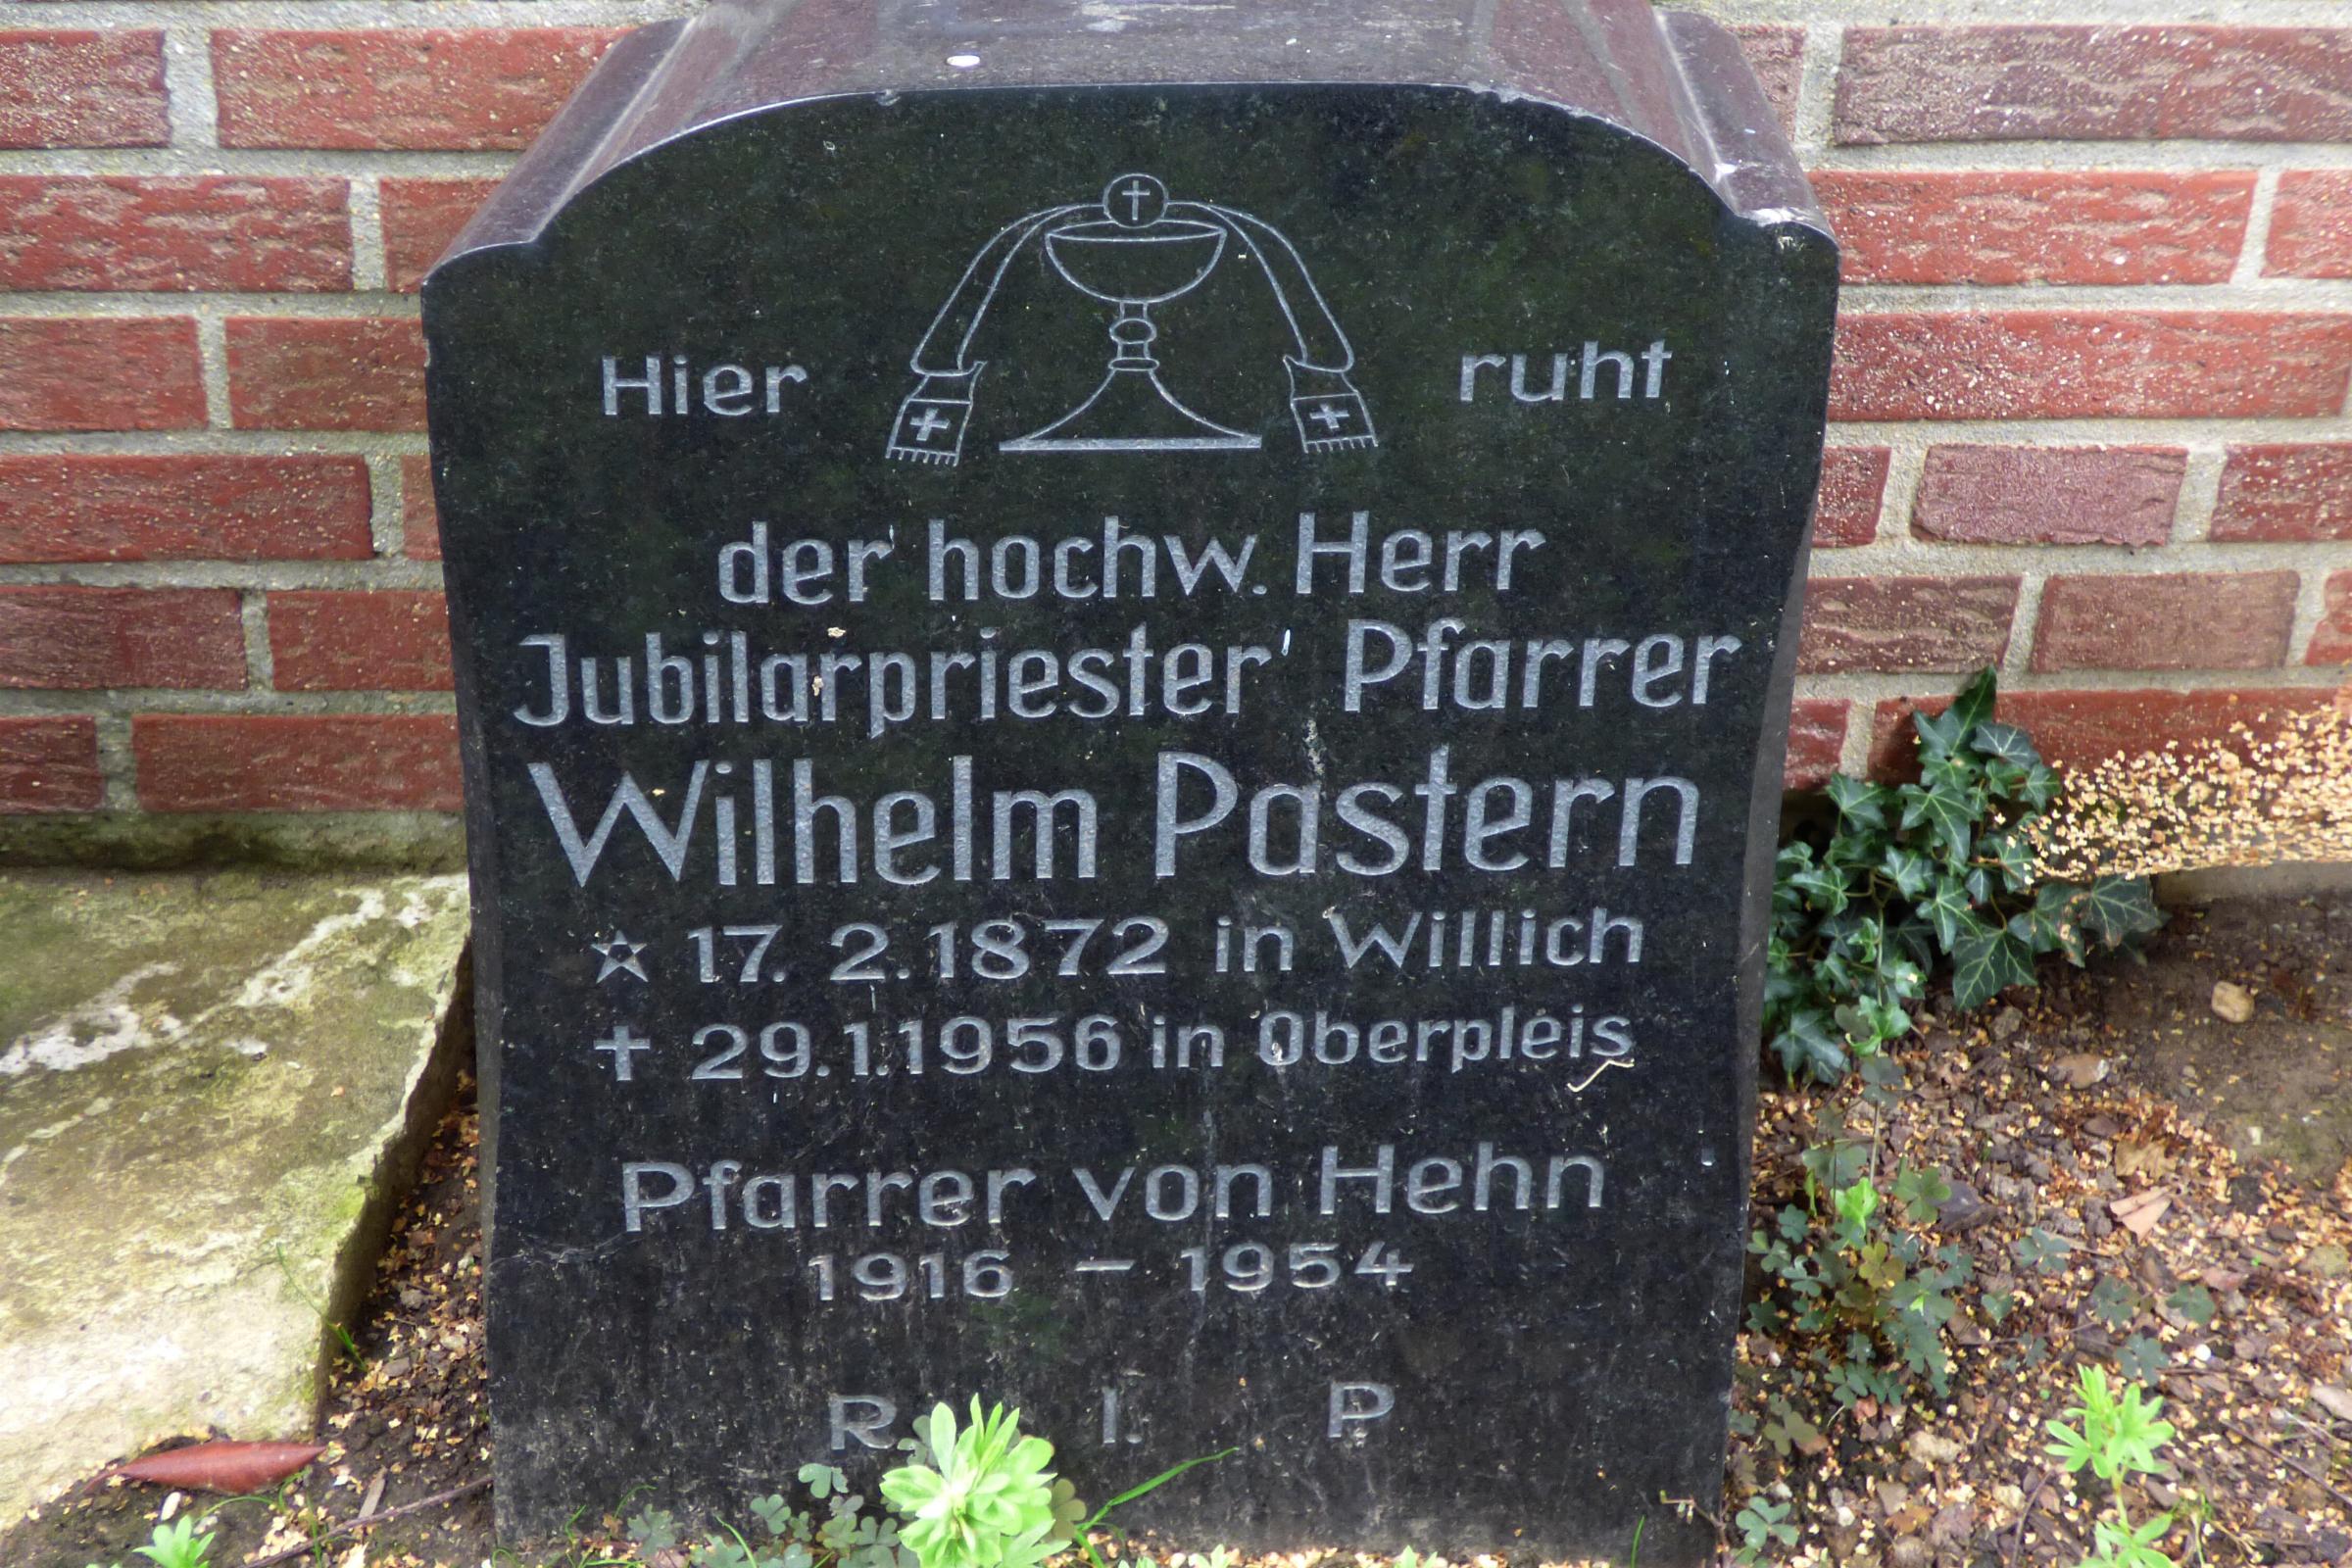 Hier ruht
der hochw. Herr
Jubilarpriester Pfarrer
Wilhelm Pastern
* 17. 2. 1872 in Willich
† 29.1.1956 in Oberpleis
Pfarrer von Hehn
1916 – 1954
R. I. P